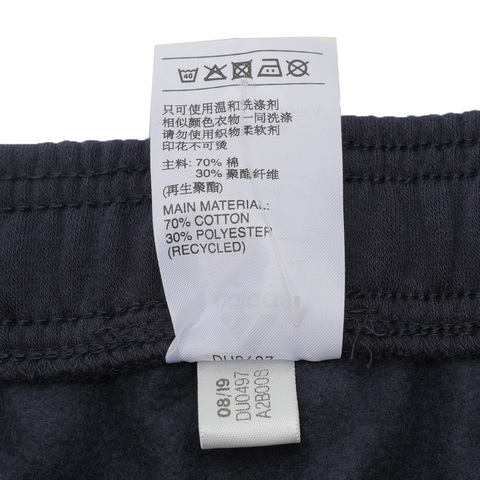 40
只可使用温和洗涤剂
相似颜色衣物一同洗涤
请勿使用织物柔软剂
印花不可烫
主料: 70% 棉
30% 聚酯纤维
(再生聚酯)
MAIN MATERIAL:
70% COTTON
30% POLYESTER
(RECYCLED)
08/19
DU0497
A2B009